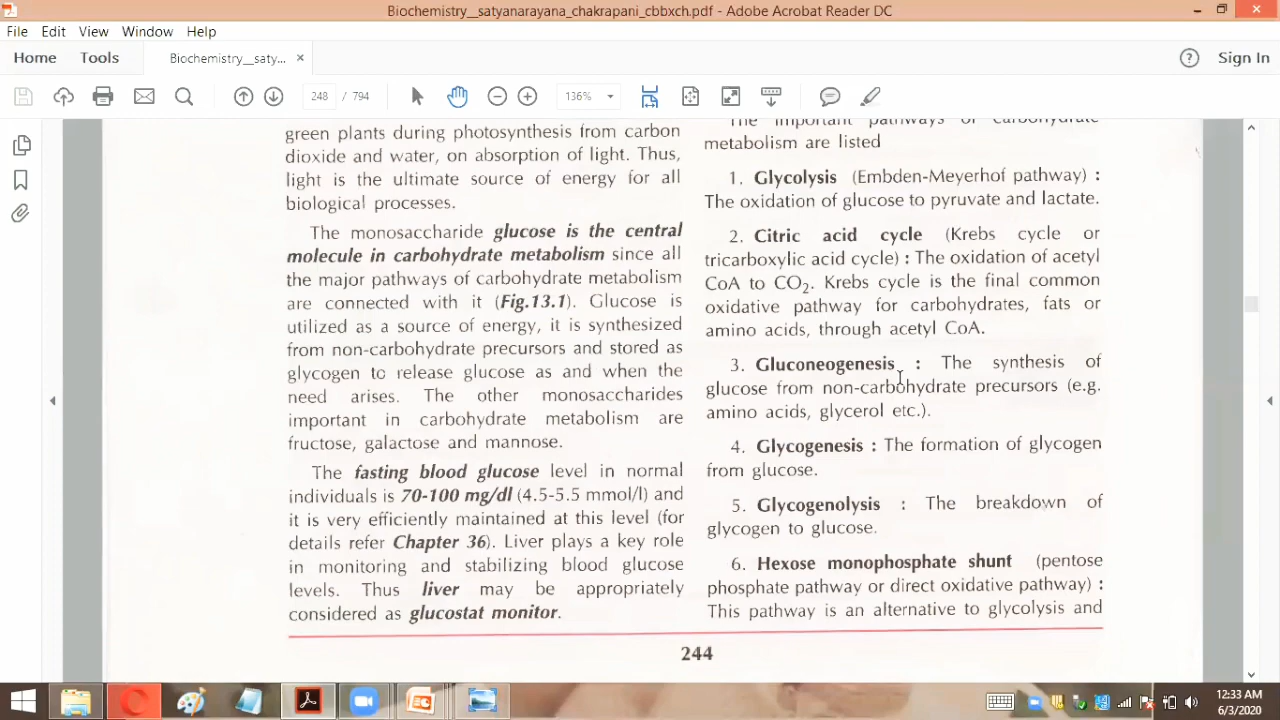 Biochemistry__satyanarayana_chakrapani_cbbxch.pdf - Adobe Acrobat Reader DC
File Edit View Window Help
Home Tools Biochemistry__saty... × ? Sign In
248 / 794 136%
green plants during photosynthesis from carbon
dioxide and water, on absorption of light. Thus,
light is the ultimate source of energy for all
biological processes.
The monosaccharide glucose is the central
molecule in carbohydrate metabolism since all
the major pathways of carbohydrate metabolism
are connected with it (Fig.13.1). Glucose is
utilized as a source of energy, it is synthesized
from non-carbohydrate precursors and stored as
glycogen to release glucose as and when the
need arises. The other monosaccharides
important in carbohydrate metabolism are
fructose, galactose and mannose.
The fasting blood glucose level in normal
individuals is 70-100 mg/dl (4.5-5.5 mmol/l) and
it is very efficiently maintained at this level (for
details refer Chapter 36). Liver plays a key role
in monitoring and stabilizing blood glucose
levels. Thus liver may be appropriately
considered as glucostat monitor.
The important pathways of carbohydrate
metabolism are listed
1. Glycolysis (Embden-Meyerhof pathway) :
The oxidation of glucose to pyruvate and lactate.
2. Citric acid cycle (Krebs cycle or
tricarboxylic acid cycle) : The oxidation of acetyl
CoA to CO₂. Krebs cycle is the final common
oxidative pathway for carbohydrates, fats or
amino acids, through acetyl CoA.
3. Gluconeogenesis : The synthesis of
glucose from non-carbohydrate precursors (e.g.
amino acids, glycerol etc.).
4. Glycogenesis : The formation of glycogen
from glucose.
5. Glycogenolysis : The breakdown of
glycogen to glucose.
6. Hexose monophosphate shunt (pentose
phosphate pathway or direct oxidative pathway) :
This pathway is an alternative to glycolysis and
244
12:33 AM
6/3/2020